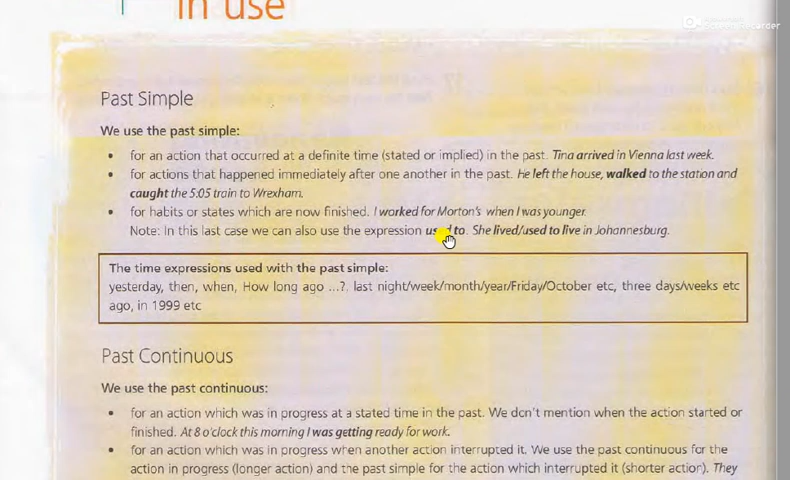 in use
Past Simple
We use the past simple:
• for an action that occurred at a definite time (stated or implied) in the past. Tina arrived in Vienna last week.
• for actions that happened immediately after one another in the past. He left the house, walked to the station and
caught the 5:05 train to Wrexham.
• for habits or states which are now finished. I worked for Morton's when I was younger.
Note: In this last case we can also use the expression used to. She lived/used to live in Johannesburg.
The time expressions used with the past simple:
yesterday, then, when, How long ago ...?, last night/week/month/year/Friday/October etc, three days/weeks etc
ago, in 1999 etc
Past Continuous
We use the past continuous:
• for an action which was in progress at a stated time in the past. We don't mention when the action started or
finished. At 8 o'clock this morning I was getting ready for work.
• for an action which was in progress when another action interrupted it. We use the past continuous for the
action in progress (longer action) and the past simple for the action which interrupted it (shorter action). They